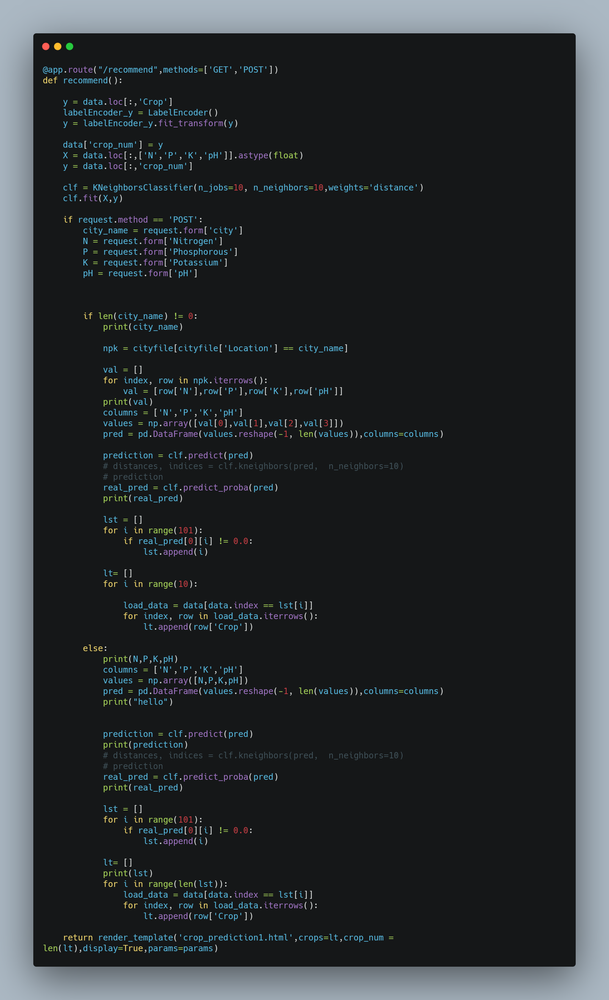 @app.route("/recommend",methods=['GET','POST'])
def recommend():

    y = data.loc[:,'Crop']
    labelEncoder_y = LabelEncoder()
    y = labelEncoder_y.fit_transform(y)

    data['crop_num'] = y
    X = data.loc[:,['N','P','K','pH']].astype(float)
    y = data.loc[:,'crop_num']

    clf = KNeighborsClassifier(n_jobs=10, n_neighbors=10,weights='distance')
    clf.fit(X,y)

    if request.method == 'POST':
        city_name = request.form['city']
        N = request.form['Nitrogen']
        P = request.form['Phosphorous']
        K = request.form['Potassium']
        pH = request.form['pH']



        if len(city_name) != 0:
            print(city_name)

            npk = cityfile[cityfile['Location'] == city_name]

            val = []
            for index, row in npk.iterrows():
                val = [row['N'],row['P'],row['K'],row['pH']]
            print(val)
            columns = ['N','P','K','pH']
            values = np.array([val[0],val[1],val[2],val[3]])
            pred = pd.DataFrame(values.reshape(-1, len(values)),columns=columns)

            prediction = clf.predict(pred)
            # distances, indices = clf.kneighbors(pred,  n_neighbors=10)
            # prediction
            real_pred = clf.predict_proba(pred)
            print(real_pred)

            lst = []
            for i in range(101):
                if real_pred[0][i] != 0.0:
                    lst.append(i)

            lt= []
            for i in range(10):

                load_data = data[data.index == lst[i]]
                for index, row in load_data.iterrows():
                    lt.append(row['Crop'])

        else:
            print(N,P,K,pH)
            columns = ['N','P','K','pH']
            values = np.array([N,P,K,pH])
            pred = pd.DataFrame(values.reshape(-1, len(values)),columns=columns)
            print("hello")


            prediction = clf.predict(pred)
            print(prediction)
            # distances, indices = clf.kneighbors(pred,  n_neighbors=10)
            # prediction
            real_pred = clf.predict_proba(pred)
            print(real_pred)

            lst = []
            for i in range(101):
                if real_pred[0][i] != 0.0:
                    lst.append(i)

            lt= []
            print(lst)
            for i in range(len(lst)):
                load_data = data[data.index == lst[i]]
                for index, row in load_data.iterrows():
                    lt.append(row['Crop'])

    return render_template('crop_prediction1.html',crops=lt,crop_num =
len(lt),display=True,params=params)